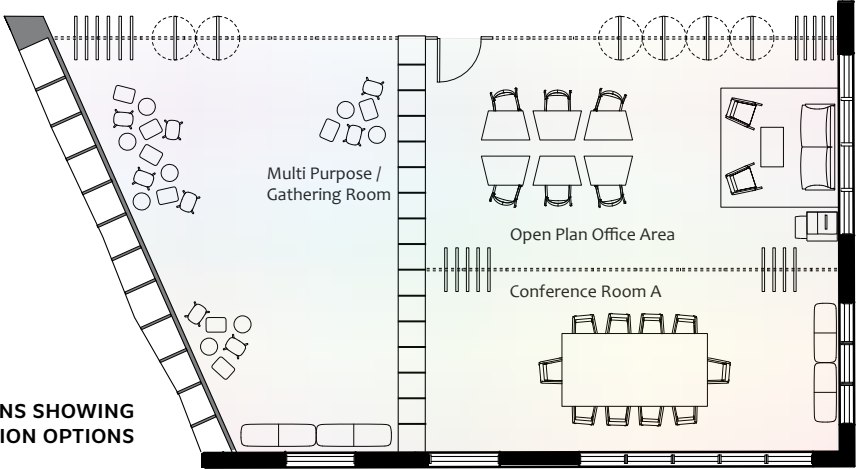 Multi Purpose /
Gathering Room
Open Plan Office Area
Conference Room A
NS SHOWING
ION OPTIONS